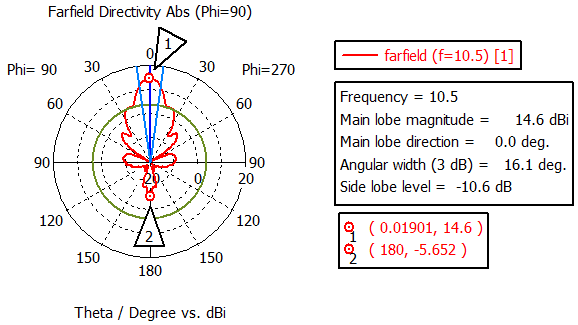 Farfield Directivity Abs (Phi=90)
1
0
Phi= 90
30
30
Phi=270
60
60
90
-20
0
20
90
120
120
150
2
150
180
Theta / Degree vs. dBi
farfield (f=10.5) [1]
Frequency = 10.5
Main lobe magnitude = 14.6 dBi
Main lobe direction = 0.0 deg.
Angular width (3 dB) = 16.1 deg.
Side lobe level = -10.6 dB
1 ( 0.01901, 14.6 )
2 ( 180, -5.652 )